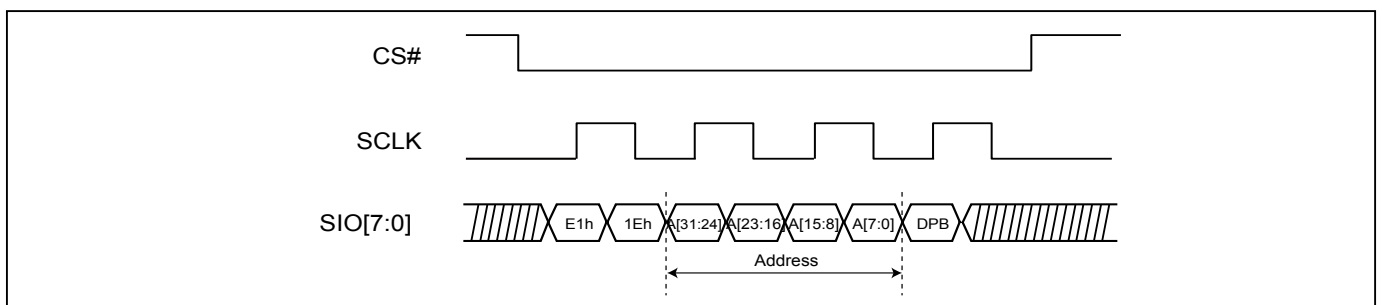 CS#
SCLK
SIO[7:0]
E1h 1Eh A[31:24] A[23:16] A[15:8] A[7:0] DPB
Address